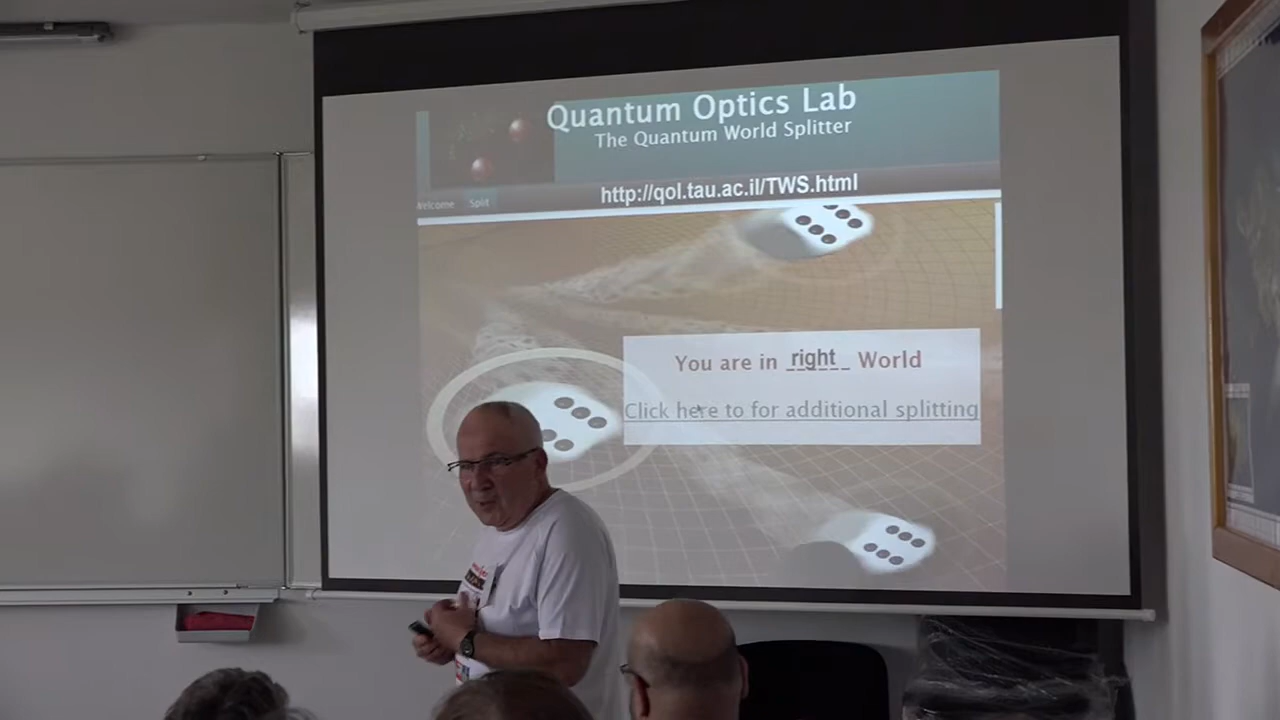 Quantum Optics Lab
The Quantum World Splitter
http://qol.tau.ac.il/TWS.html
Welcome Split
You are in right World
Click here to for additional splitting